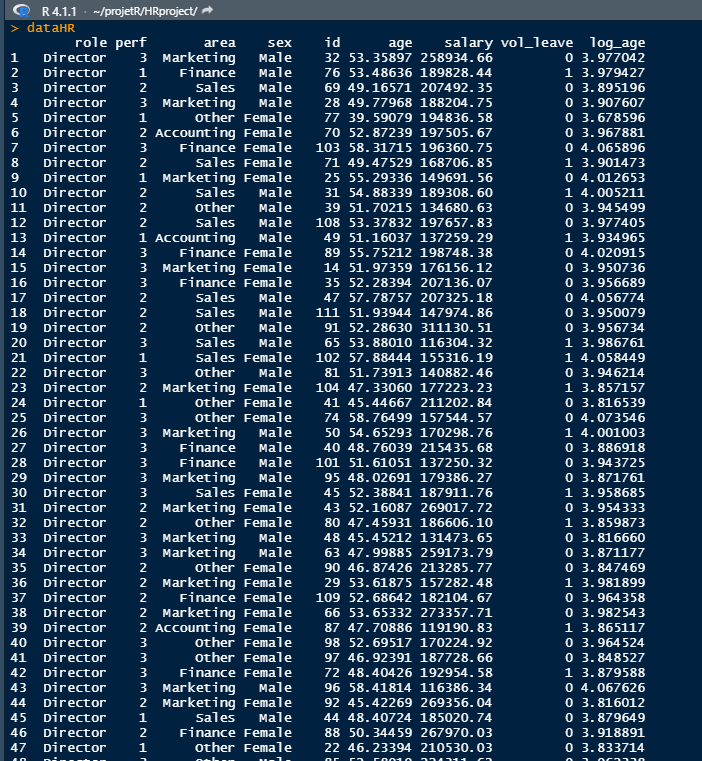 R 4.1.1 · ~/projetR/HRproject/
> dataHR
role perf area sex id age salary vol_leave log_age
1 Director 3 Marketing Male 32 53.35897 258934.66 0 3.977042
2 Director 1 Finance Male 76 53.48636 189828.44 1 3.979427
3 Director 2 Sales Male 69 49.16571 207492.35 0 3.895196
4 Director 3 Marketing Male 28 49.77968 188204.75 0 3.907607
5 Director 1 Other Female 77 39.59079 194836.58 0 3.678596
6 Director 2 Accounting Female 70 52.87239 197505.67 0 3.967881
7 Director 3 Finance Female 103 58.31715 196360.75 0 4.065896
8 Director 2 Sales Female 71 49.47529 168706.85 1 3.901473
9 Director 1 Marketing Female 25 55.29336 149691.56 0 4.012653
10 Director 2 Sales Male 31 54.88339 189308.60 1 4.005211
11 Director 2 Other Male 39 51.70215 134680.63 0 3.945499
12 Director 2 Sales Male 108 53.37832 197657.83 0 3.977405
13 Director 1 Accounting Male 49 51.16037 137259.29 1 3.934965
14 Director 3 Finance Female 89 55.75212 198748.38 0 4.020915
15 Director 3 Marketing Female 14 51.97359 176156.12 0 3.950736
16 Director 3 Finance Female 35 52.28394 207136.07 0 3.956689
17 Director 2 Sales Male 47 57.78757 207325.18 0 4.056774
18 Director 2 Sales Male 111 51.93944 147974.86 0 3.950079
19 Director 2 Other Male 91 52.28630 311130.51 0 3.956734
20 Director 3 Sales Male 65 53.88010 116304.32 1 3.986761
21 Director 1 Sales Female 102 57.88444 155316.19 1 4.058449
22 Director 3 Other Male 81 51.73913 140882.46 0 3.946214
23 Director 2 Marketing Female 104 47.33060 177223.23 1 3.857157
24 Director 1 Other Male 41 45.44667 211202.84 0 3.816539
25 Director 3 Other Female 74 58.76499 157544.57 0 4.073546
26 Director 3 Marketing Male 50 54.65293 170298.76 1 4.001003
27 Director 3 Finance Male 40 48.76039 215435.68 0 3.886918
28 Director 3 Finance Male 101 51.61051 137250.32 0 3.943725
29 Director 3 Marketing Male 95 48.02691 179386.27 0 3.871761
30 Director 3 Sales Female 45 52.38841 187911.76 1 3.958685
31 Director 2 Marketing Female 43 52.16087 269017.72 0 3.954333
32 Director 2 Other Female 80 47.45931 186606.10 1 3.859873
33 Director 3 Marketing Male 48 45.45212 131473.65 0 3.816660
34 Director 3 Marketing Male 63 47.99885 259173.79 0 3.871177
35 Director 2 Other Female 90 46.87426 213285.77 0 3.847469
36 Director 2 Marketing Male 29 53.61875 157282.48 1 3.981899
37 Director 2 Finance Male 109 52.68642 182104.67 0 3.964358
38 Director 2 Marketing Female 66 53.65332 273357.71 0 3.982543
39 Director 2 Accounting Female 87 47.70886 119190.83 1 3.865117
40 Director 3 Other Female 98 52.69517 170224.92 0 3.964524
41 Director 3 Other Female 97 46.92391 187728.66 0 3.848527
42 Director 3 Finance Female 72 48.40426 192954.58 1 3.879588
43 Director 3 Marketing Male 96 58.41814 116386.34 0 4.067626
44 Director 2 Marketing Female 92 45.42269 269356.04 0 3.816012
45 Director 1 Sales Male 44 48.40724 185020.74 0 3.879649
46 Director 2 Finance Female 88 50.34459 267970.03 0 3.918891
47 Director 1 Other Female 22 46.23394 210530.03 0 3.833714